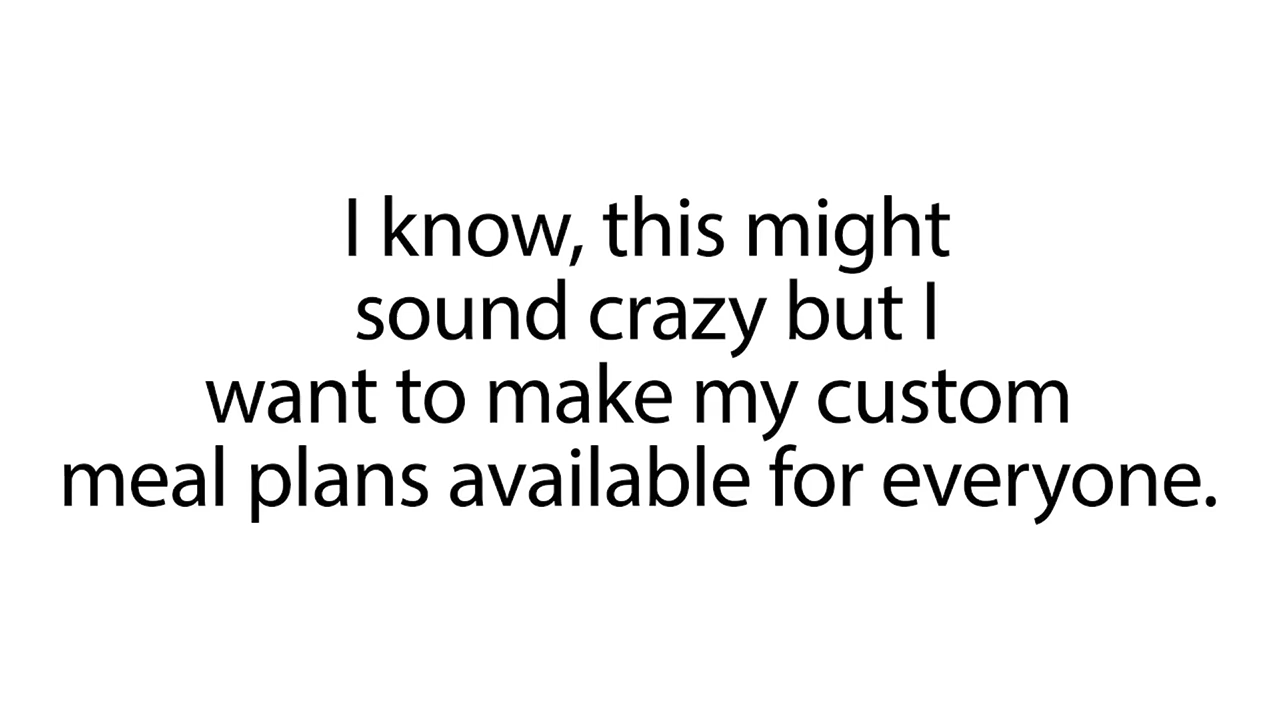 I know, this might
sound crazy but I
want to make my custom
meal plans available for everyone.